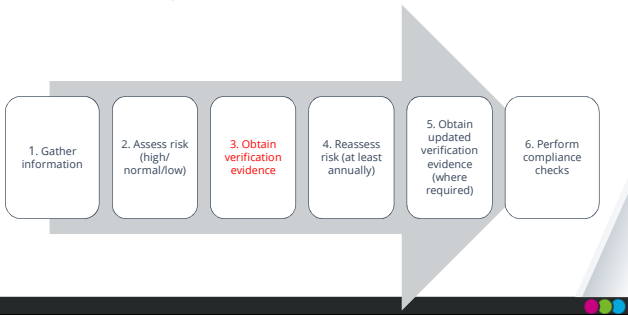 1. Gather
information
2. Assess risk
(high/
normal/low)
3. Obtain
verification
evidence
4. Reassess
risk (at least
annually)
5. Obtain
updated
verification
evidence
(where
required)
6. Perform
compliance
checks